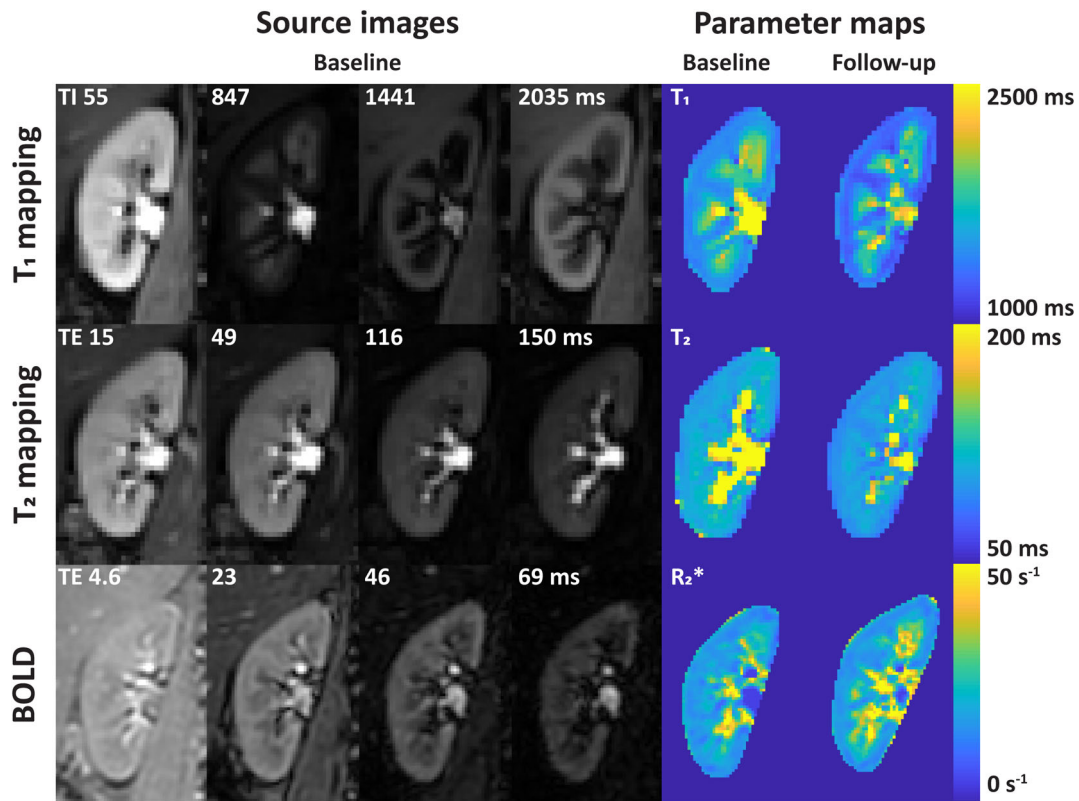 Source images Parameter maps
Baseline Baseline Follow-up
T₁ mapping
TI 55 847 1441 2035 ms T₁ 2500 ms
1000 ms
T₂ mapping
TE 15 49 116 150 ms T₂ 200 ms
50 ms
BOLD
TE 4.6 23 46 69 ms R₂* 50 s⁻¹
0 s⁻¹